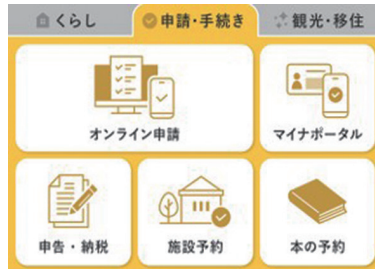 くらし
申請・手続き
観光・移住
オンライン申請
マイナポータル
申告・納税
施設予約
本の予約